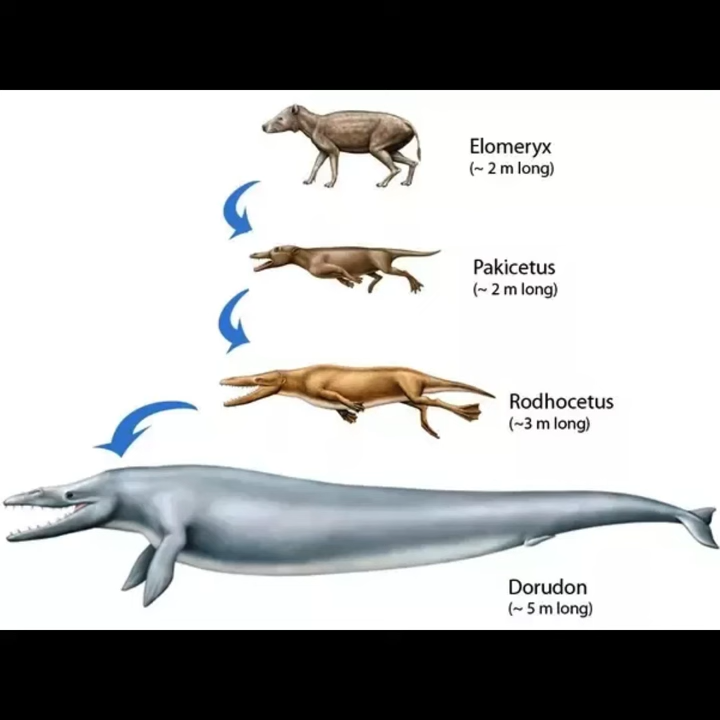 Elomeryx
(~ 2 m long)
Pakicetus
(~ 2 m long)
Rodhocetus
(~3 m long)
Dorudon
(~ 5 m long)